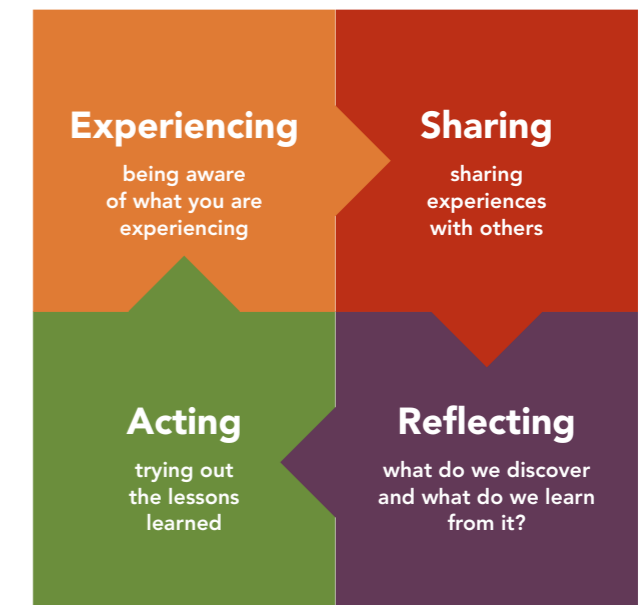 Experiencing
being aware
of what you are
experiencing
Sharing
sharing
experiences
with others
Acting
trying out
the lessons
learned
Reflecting
what do we discover
and what do we learn
from it?